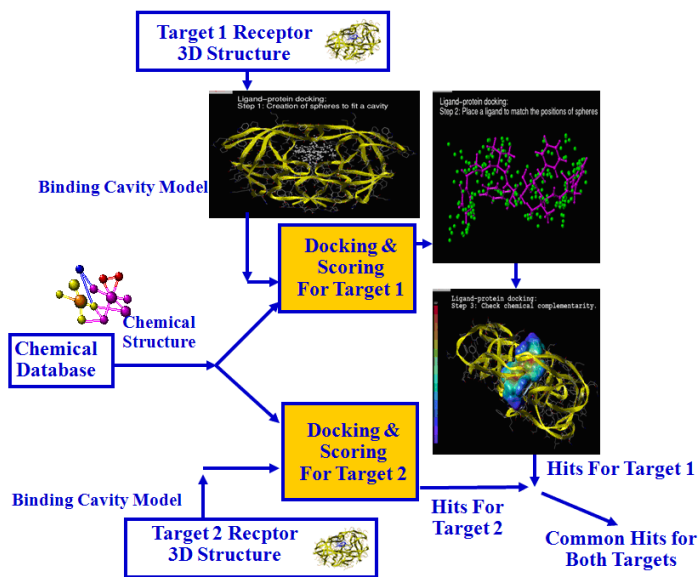 Target 1 Receptor
3D Structure
Ligand-protein docking:
Step 1: Creation of spheres to fit a cavity
Ligand-protein docking:
Step 2: Place a ligand to match the positions of spheres
Binding Cavity Model
Docking &
Scoring
For Target 1
Ligand-protein docking:
Step 3: Check chemical complementarity.
Chemical
Structure
Chemical
Database
Docking &
Scoring
For Target 2
Hits For Target 1
Binding Cavity Model
Hits For
Target 2
Target 2 Recptor
3D Structure
Common Hits for
Both Targets